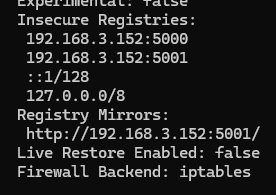 Experimental: false
Insecure Registries:
192.168.3.152:5000
192.168.3.152:5001
::1/128
127.0.0.0/8
Registry Mirrors:
http://192.168.3.152:5001/
Live Restore Enabled: false
Firewall Backend: iptables